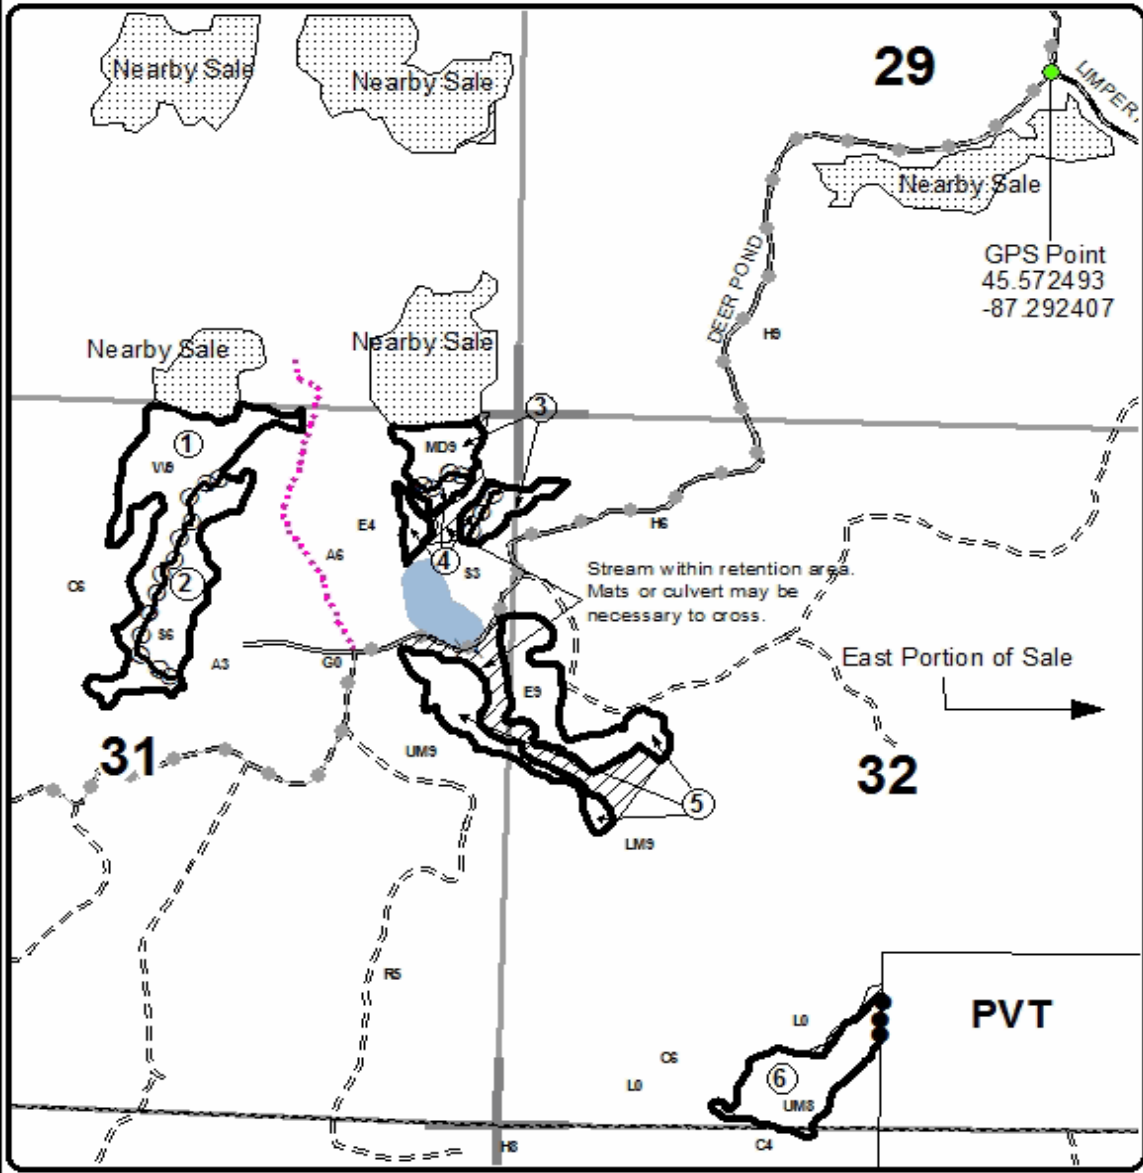 29
LIMPER,
Nearby Sale
Nearby Sale
Nearby Sale
GPS Point
45.572493
-87.292407
DEER POND
H9
Nearby Sale
Nearby Sale
3
1
MD9
E4
H6
A6
4
S3
Stream within retention area.
Mats or culvert may be
necessary to cross.
C6
2
S6
A3
G0
East Portion of Sale
E9
31
UM9
32
5
LM9
R5
PVT
L0
C6
L0
6
UM8
H8
C4